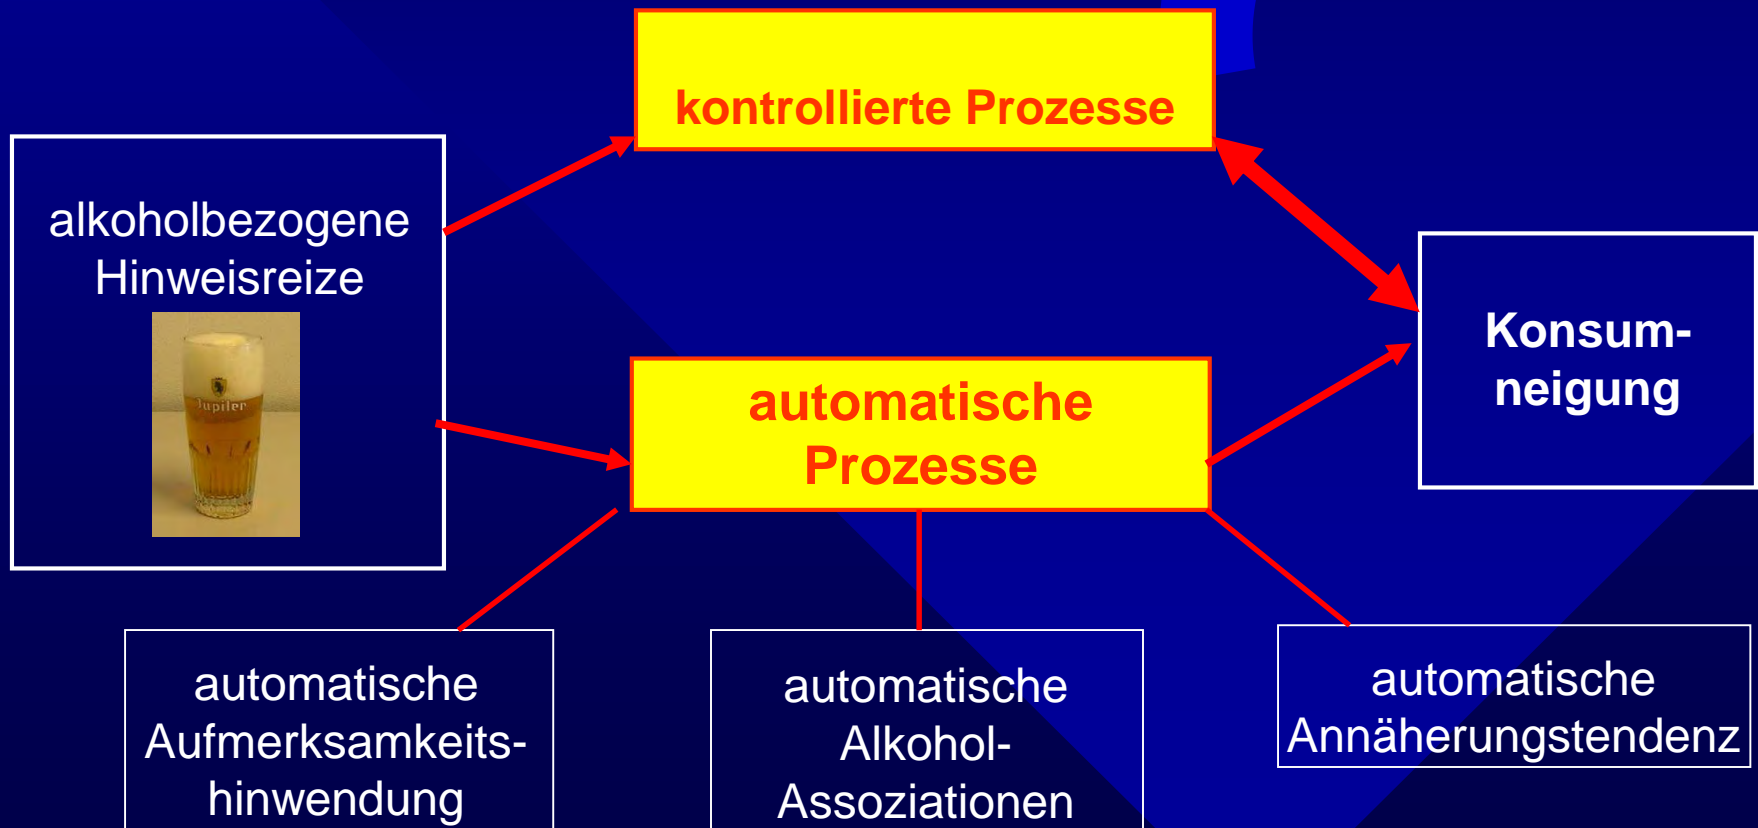 kontrollierte Prozesse
alkoholbezogene
Hinweisreize
Jupiler
automatische
Prozesse
Konsum-
neigung
automatische
Aufmerksamkeits-
hinwendung
automatische
Alkohol-
Assoziationen
automatische
Annäherungstendenz